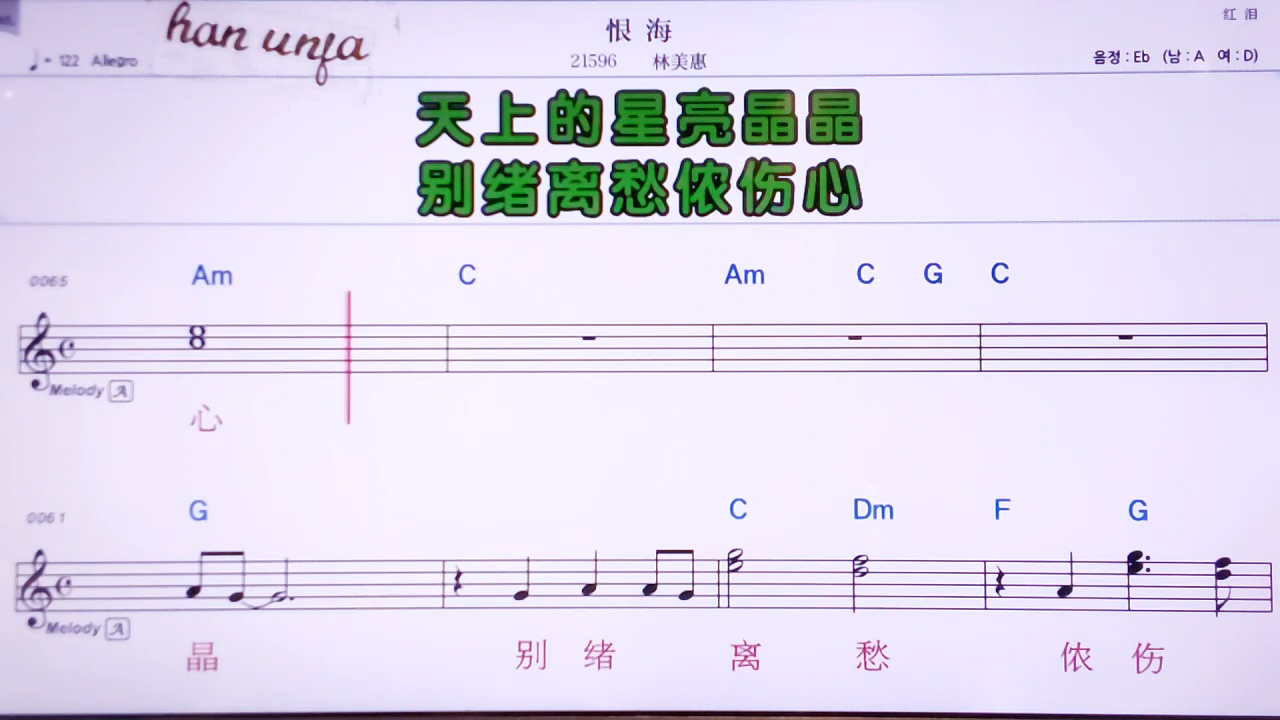 han unja
恨海
红泪
♩= 122 Allegro
21596 林美惠
음정 : Eb (남 : A 여 : D)
天上的星亮晶晶
别绪离愁侬伤心
0065 Am C Am C G C
8
Melody A
心
0061 G C Dm F G
Melody A
晶 别 绪 离 愁 侬 伤